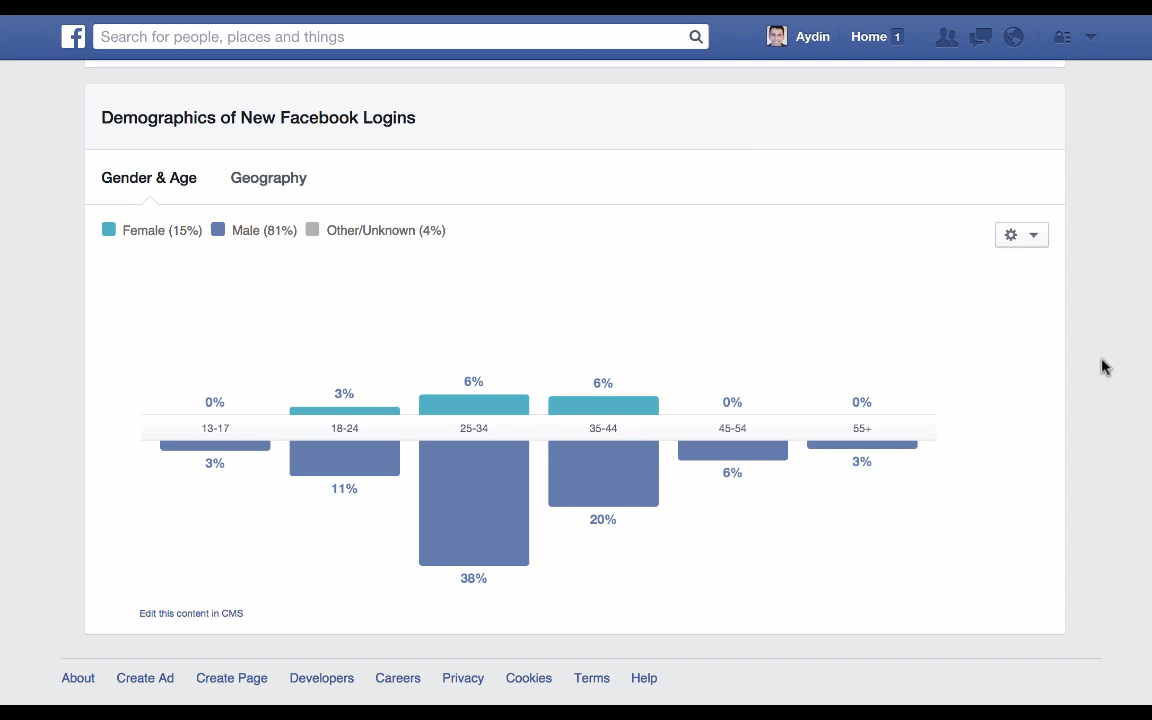 f Search for people, places and things Aydin Home 1
Demographics of New Facebook Logins
Gender & Age Geography
Female (15%) Male (81%) Other/Unknown (4%)
0% 3% 6% 6% 0% 0%
13-17 18-24 25-34 35-44 45-54 55+
3% 11% 38% 20% 6% 3%
Edit this content in CMS
About Create Ad Create Page Developers Careers Privacy Cookies Terms Help